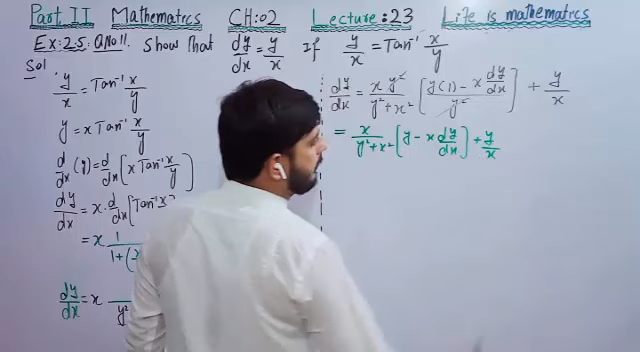 Part II Mathematics CH:02 Lecture:23 Life is mathematics
Ex:2.5: QNo11. Show that dy/dx = y/x If y/x = Tan⁻¹ x/y
Sol
y/x = Tan⁻¹ x/y
y = x Tan⁻¹ x/y
d/dx (y) = d/dx [x Tan⁻¹ x/y]
dy/dx = x · d/dx [Tan⁻¹ x
= x 1 / 1+(
dy/dx = x / y²
dy/dx = x y² / y²+x² [y(1) − x dy/dx / y²] + y/x
= x / y²+x² [y − x dy/dx] + y/x